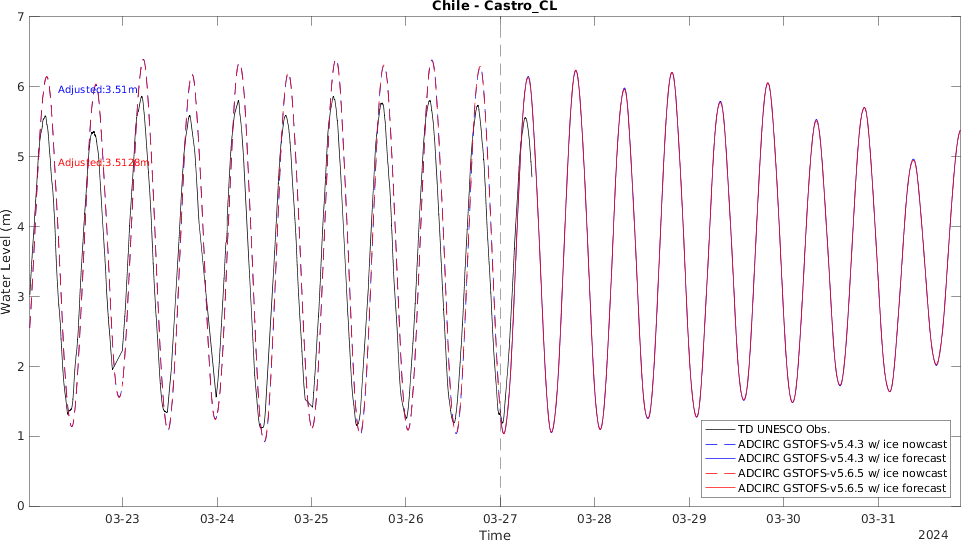 Chile - Castro_CL
7
6
5
4
3
2
1
0
Water Level (m)
Adjusted:3.51m
Adjusted:3.5128m
TD UNESCO Obs.
ADCIRC GSTOFS-v5.4.3 w/ ice nowcast
ADCIRC GSTOFS-v5.4.3 w/ ice forecast
ADCIRC GSTOFS-v5.6.5 w/ ice nowcast
ADCIRC GSTOFS-v5.6.5 w/ ice forecast
03-23
03-24
03-25
03-26
03-27
03-28
03-29
03-30
03-31
Time
2024